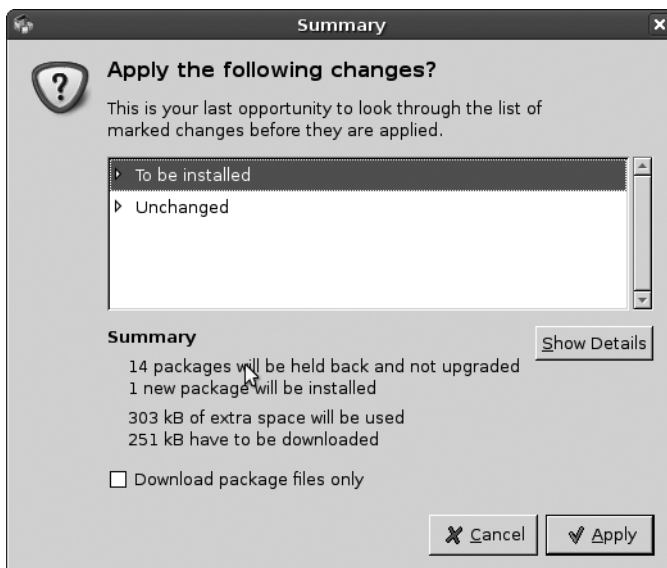 Summary
Apply the following changes?
This is your last opportunity to look through the list of
marked changes before they are applied.
To be installed
Unchanged
Summary
Show Details
14 packages will be held back and not upgraded
1 new package will be installed
303 kB of extra space will be used
251 kB have to be downloaded
Download package files only
Cancel
Apply